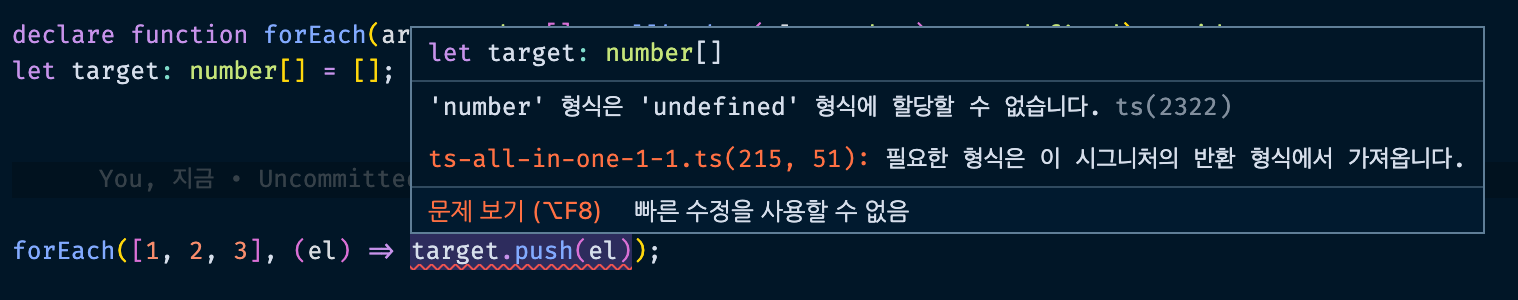 declare function forEach(ar
let target: number[]
let target: number[] = [];
'number' 형식은 'undefined' 형식에 할당할 수 없습니다. ts(2322)
ts-all-in-one-1-1.ts(215, 51): 필요한 형식은 이 시그니처의 반환 형식에서 가져옵니다.
You, 지금 • Uncommitted
문제 보기 (⌥F8) 빠른 수정을 사용할 수 없음
forEach([1, 2, 3], (el) => target.push(el));